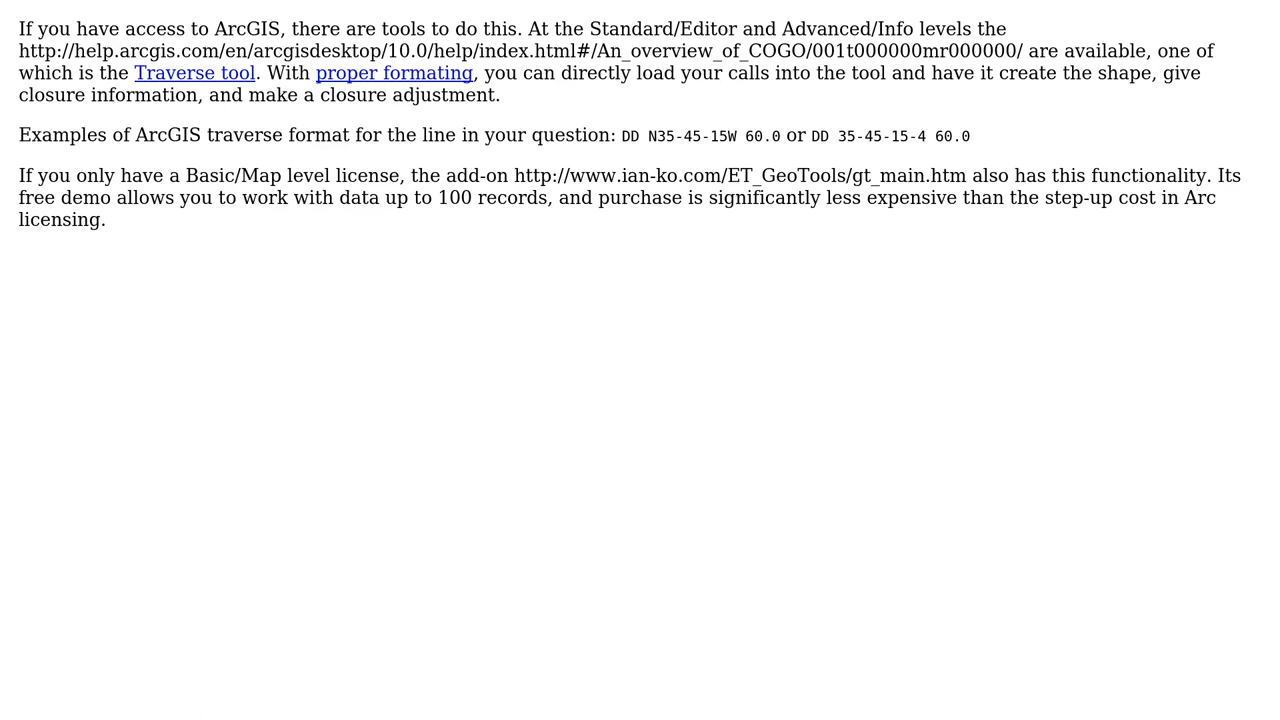 If you have access to ArcGIS, there are tools to do this. At the Standard/Editor and Advanced/Info levels the
http://help.arcgis.com/en/arcgisdesktop/10.0/help/index.html#/An_overview_of_COGO/001t000000mr000000/ are available, one of
which is the Traverse tool. With proper formating, you can directly load your calls into the tool and have it create the shape, give
closure information, and make a closure adjustment.
Examples of ArcGIS traverse format for the line in your question: DD N35-45-15W 60.0 or DD 35-45-15-4 60.0
If you only have a Basic/Map level license, the add-on http://www.ian-ko.com/ET_GeoTools/gt_main.htm also has this functionality. Its
free demo allows you to work with data up to 100 records, and purchase is significantly less expensive than the step-up cost in Arc
licensing.